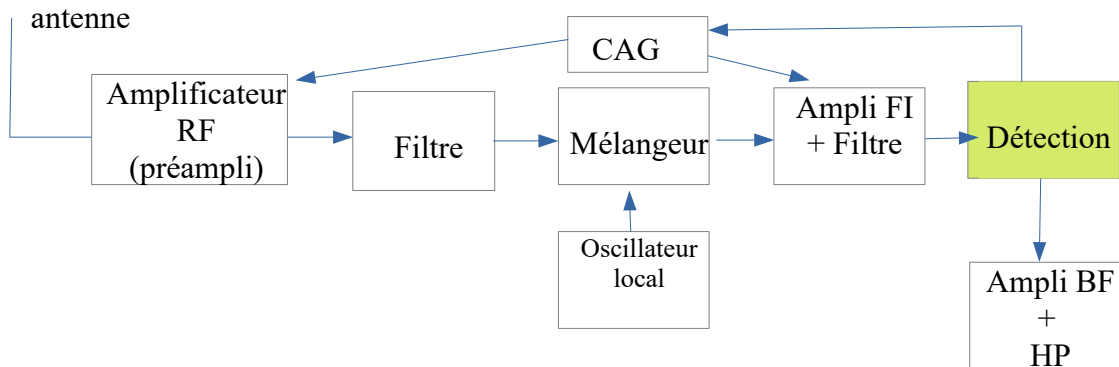 antenne
CAG
Amplificateur
RF
(préampli)
Filtre
Mélangeur
Ampli FI
+ Filtre
Détection
Oscillateur
local
Ampli BF
+
HP